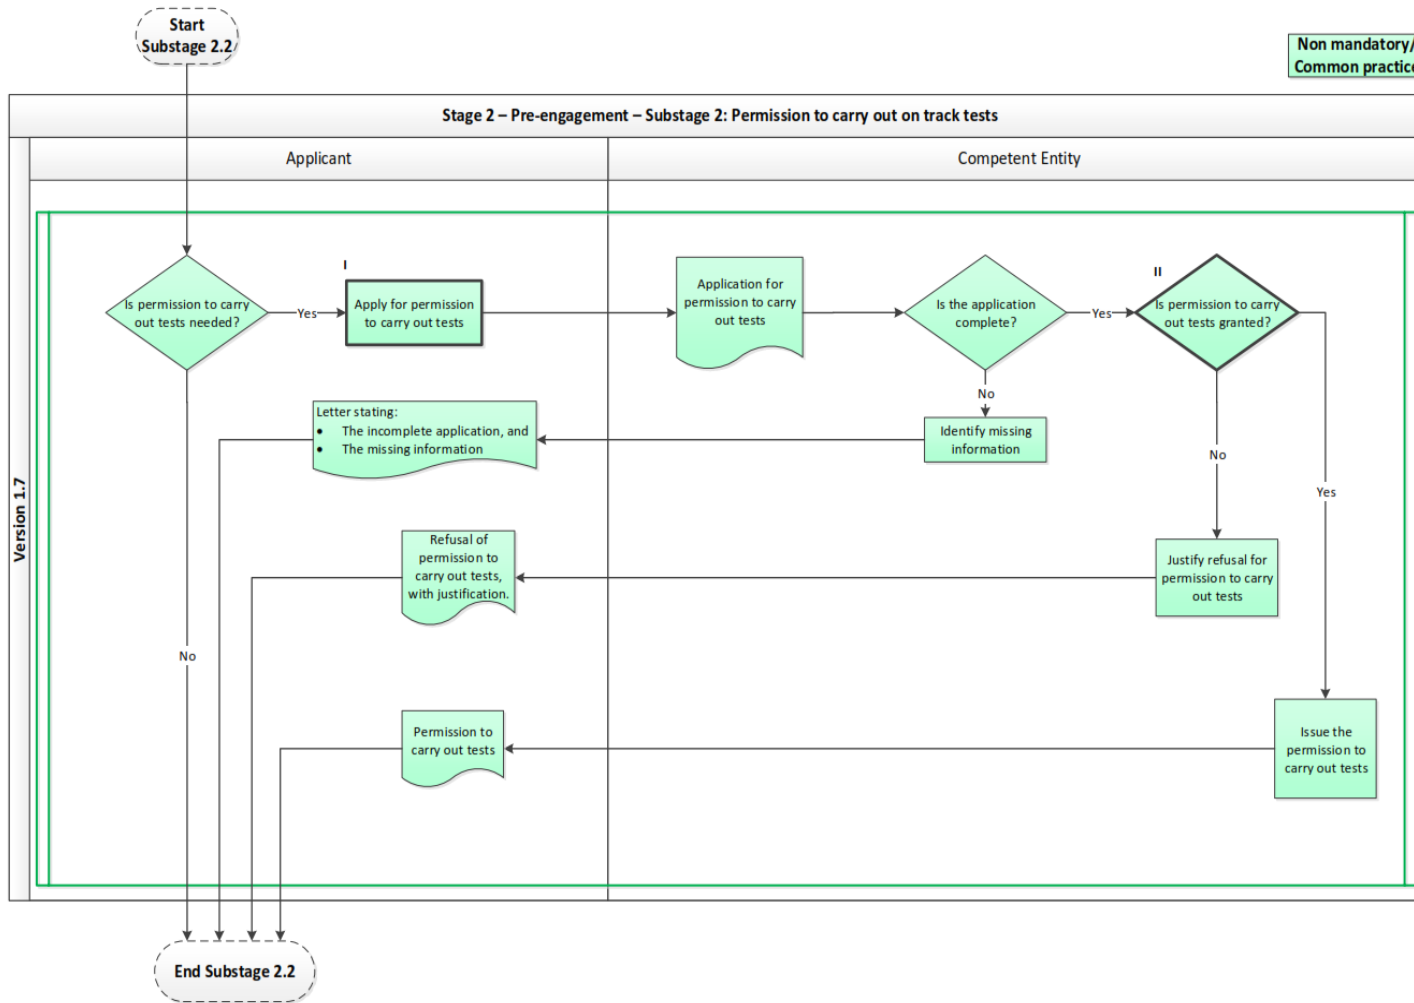 Start
Substage 2.2
Non mandatory/
Common practice
Stage 2 – Pre-engagement – Substage 2: Permission to carry out on track tests
Applicant
Competent Entity
Version 1.7
I
II
Is permission to carry
out tests needed?
Yes
Apply for permission
to carry out tests
Application for
permission to carry
out tests
Is the application
complete?
Yes
Is permission to carry
out tests granted?
No
Letter stating:
• The incomplete application, and
• The missing information
Identify missing
information
No
Yes
Refusal of
permission to
carry out tests,
with justification.
Justify refusal for
permission to carry
out tests
No
Permission to
carry out tests
Issue the
permission to
carry out tests
End Substage 2.2